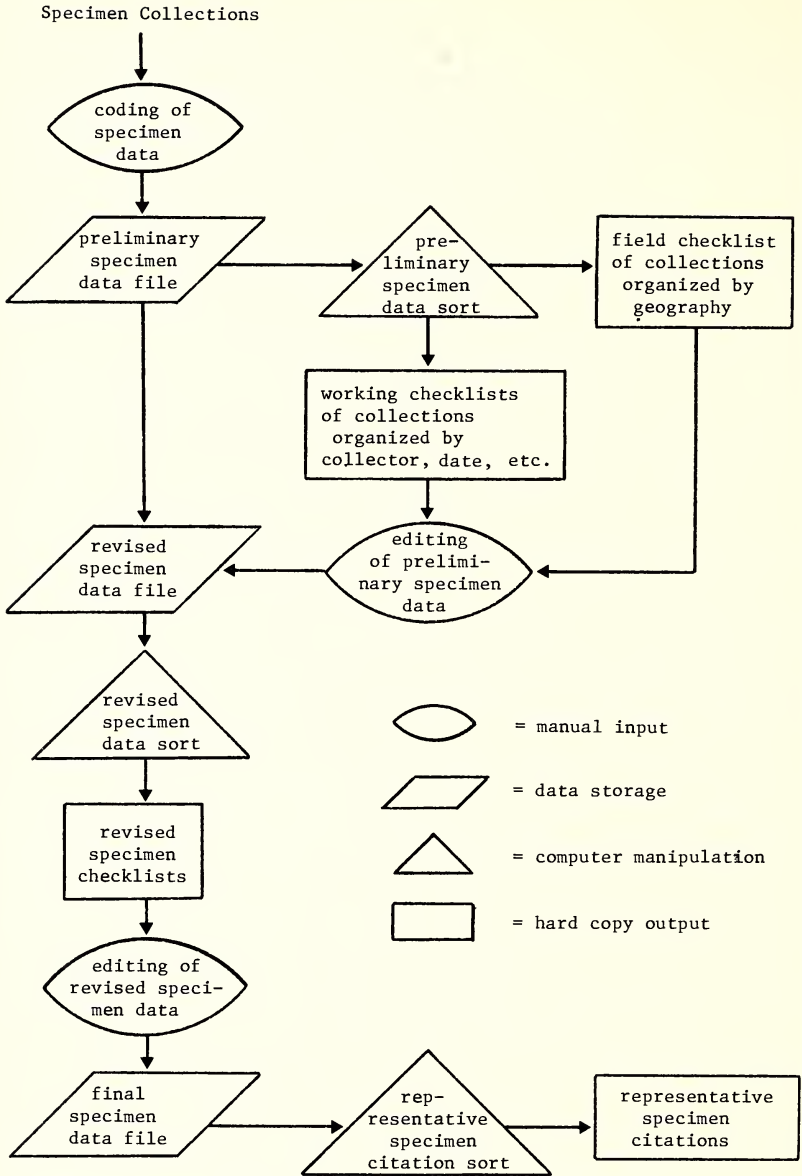 Specimen Collections
coding of
specimen
data
preliminary
specimen
data file
pre-
liminary
specimen
data sort
field checklist
of collections
organized by
geography
working checklists
of collections
organized by
collector, date, etc.
revised
specimen
data file
editing
of prelimi-
nary specimen
data
revised
specimen
data sort
= manual input
= data storage
revised
specimen
checklists
= computer manipulation
= hard copy output
editing of
revised speci-
men data
final
specimen
data file
rep-
resentative
specimen
citation sort
representative
specimen
citations